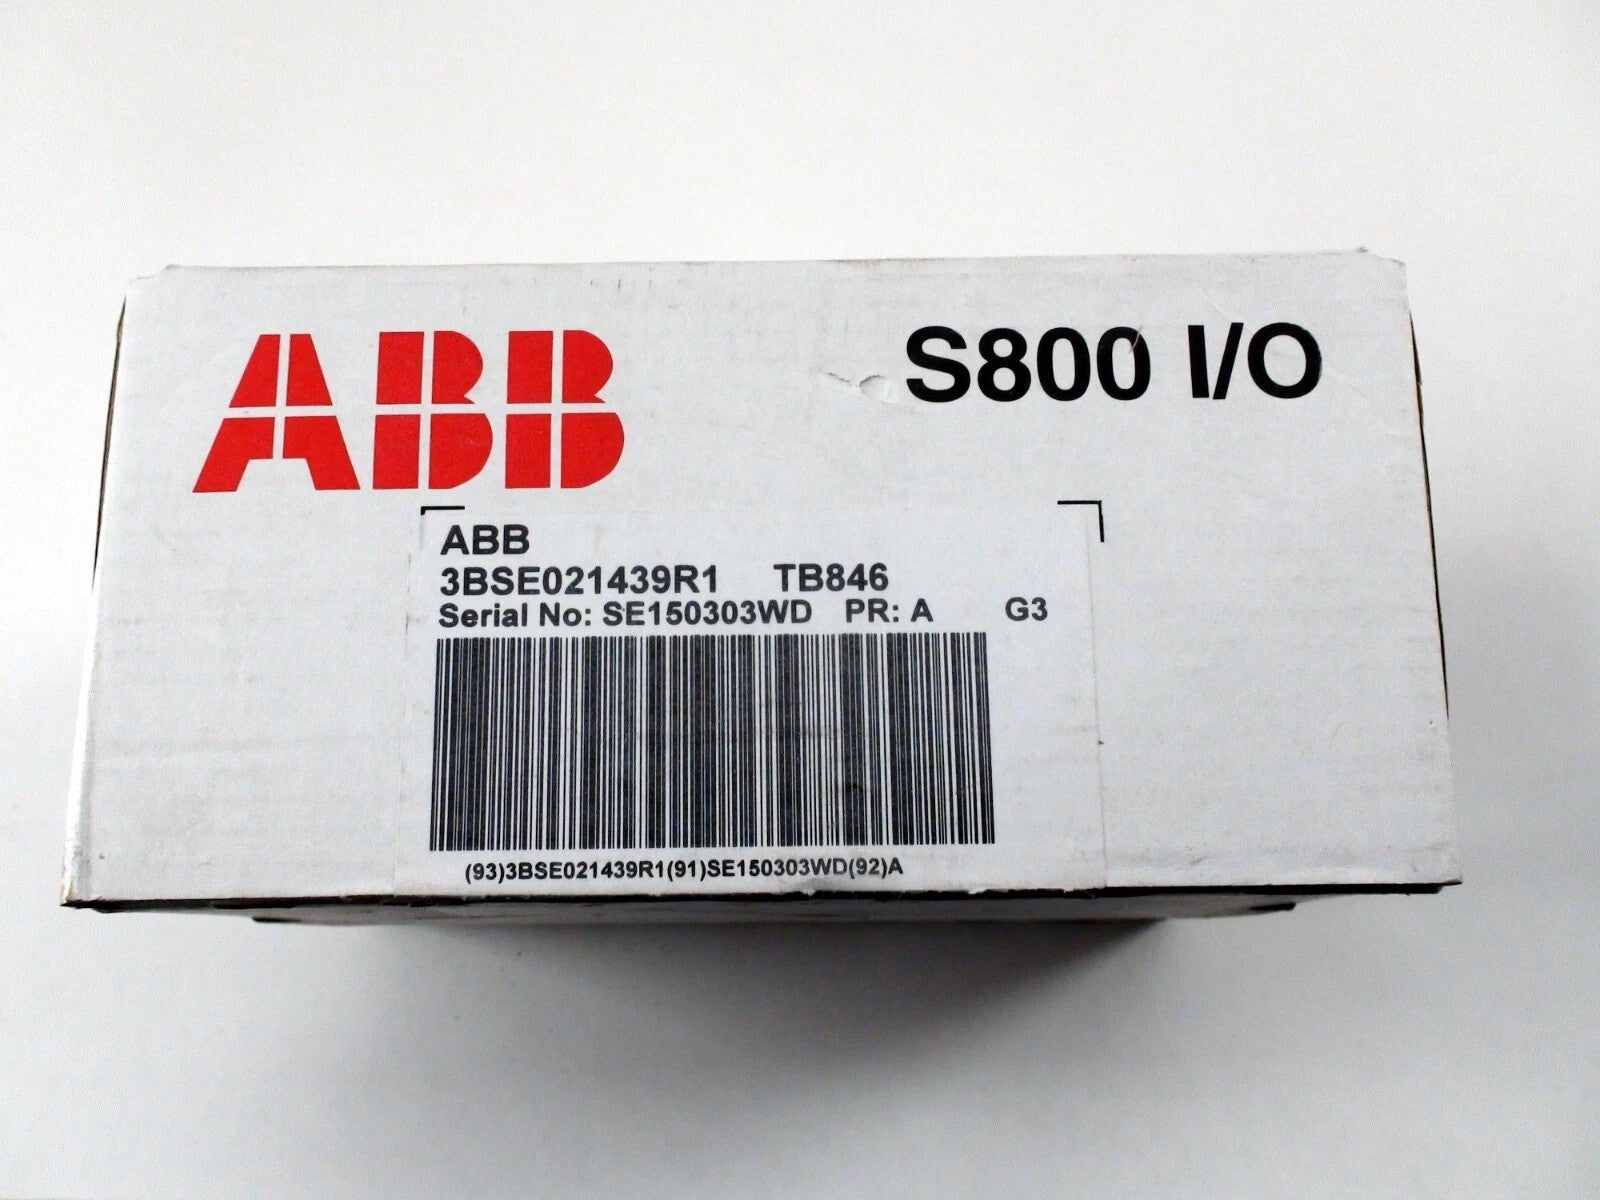 ABB
S800 I/O
ABB
3BSE021439R1 TB846
Serial No: SE150303WD PR: A G3
(93)3BSE021439R1(91)SE150303WD(92)A